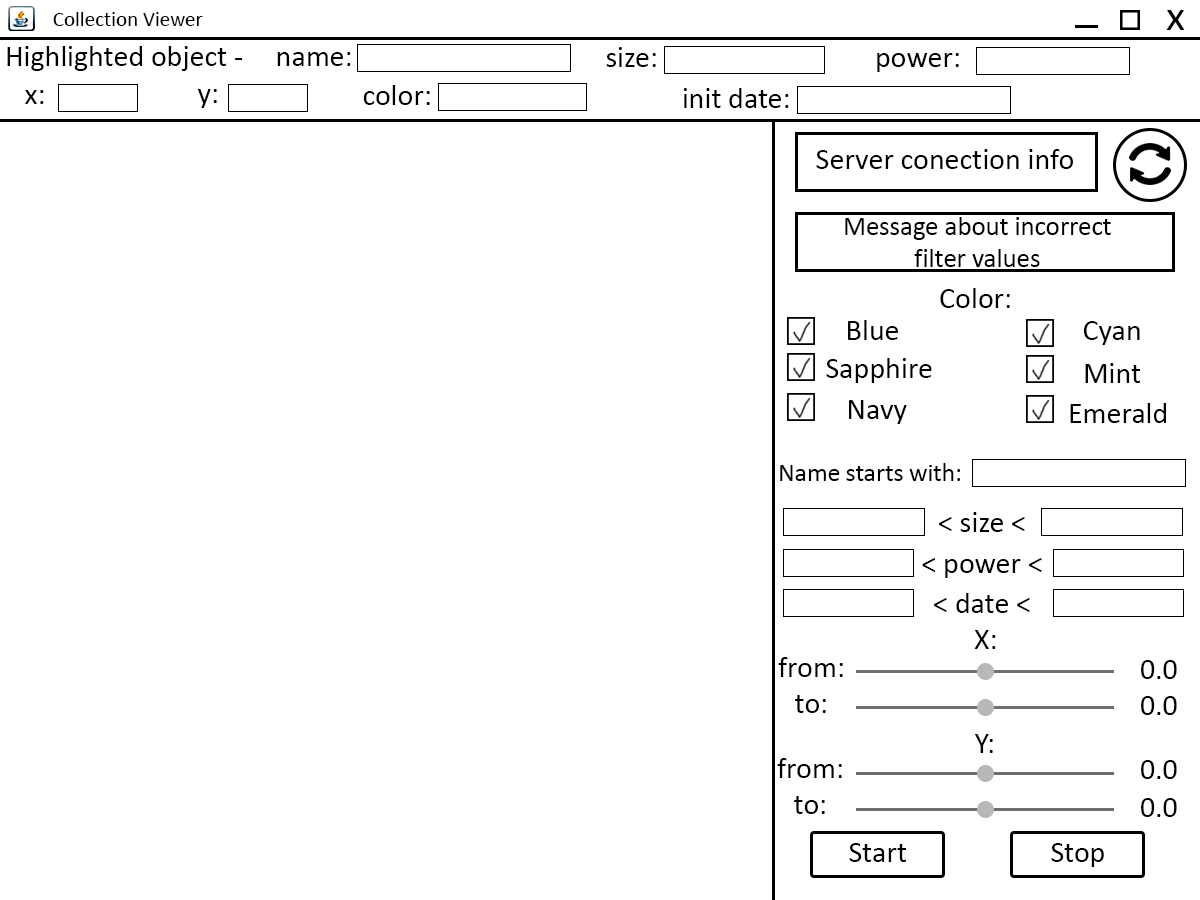 Collection Viewer
Highlighted object - name: size: power:
x: y: color: init date:
Server conection info
Message about incorrect
filter values
Color:
Blue Cyan
Sapphire Mint
Navy Emerald
Name starts with:
< size <
< power <
< date <
X:
from: 0.0
to: 0.0
Y:
from: 0.0
to: 0.0
Start Stop